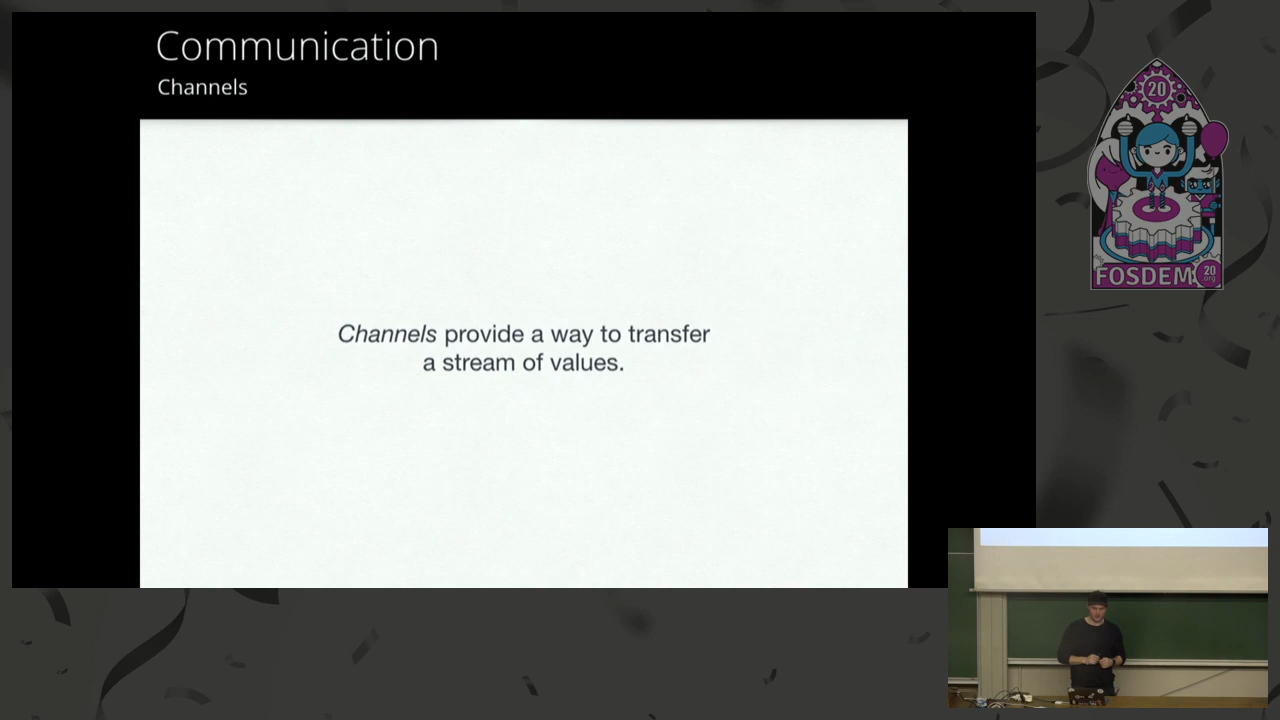 Communication
Channels
Channels provide a way to transfer
a stream of values.
20
FOSDEM
20
.org